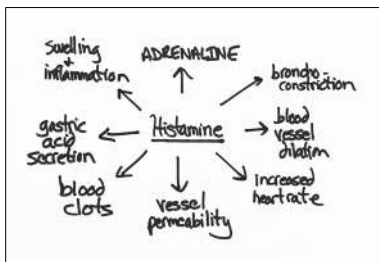 swelling
+
inflammation
ADRENALINE
broncho-
constriction
gastric
acid
secretion
Histamine
blood
vessel
dilation
blood
clots
vessel
permeability
increased
heartrate